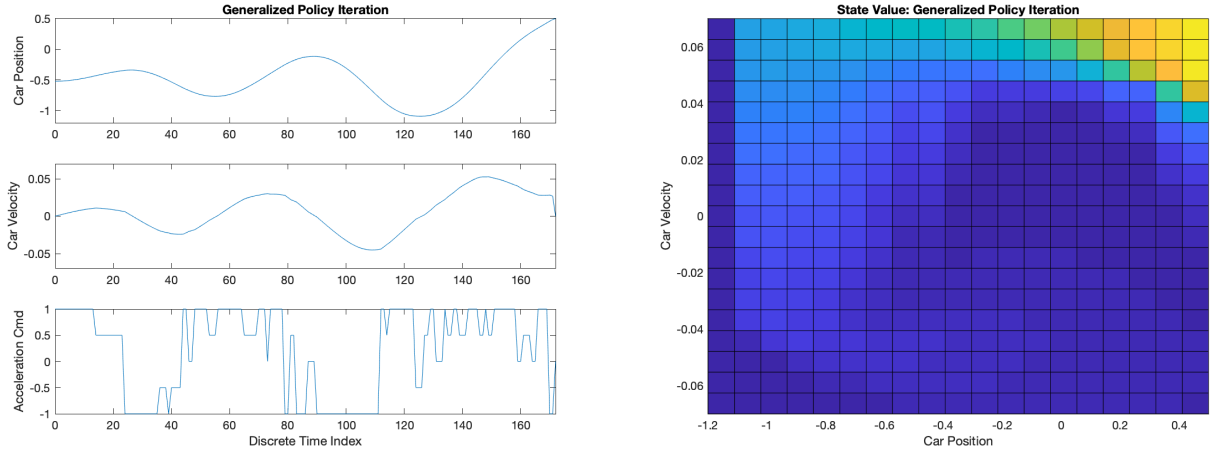 Generalized Policy Iteration
Car Position
0.5
0
-0.5
-1
0 20 40 60 80 100 120 140 160
Car Velocity
0.05
0
-0.05
0 20 40 60 80 100 120 140 160
Acceleration Cmd
1
0.5
0
-0.5
-1
0 20 40 60 80 100 120 140 160
Discrete Time Index
State Value: Generalized Policy Iteration
Car Velocity
0.06
0.04
0.02
0
-0.02
-0.04
-0.06
-1.2 -1 -0.8 -0.6 -0.4 -0.2 0 0.2 0.4
Car Position